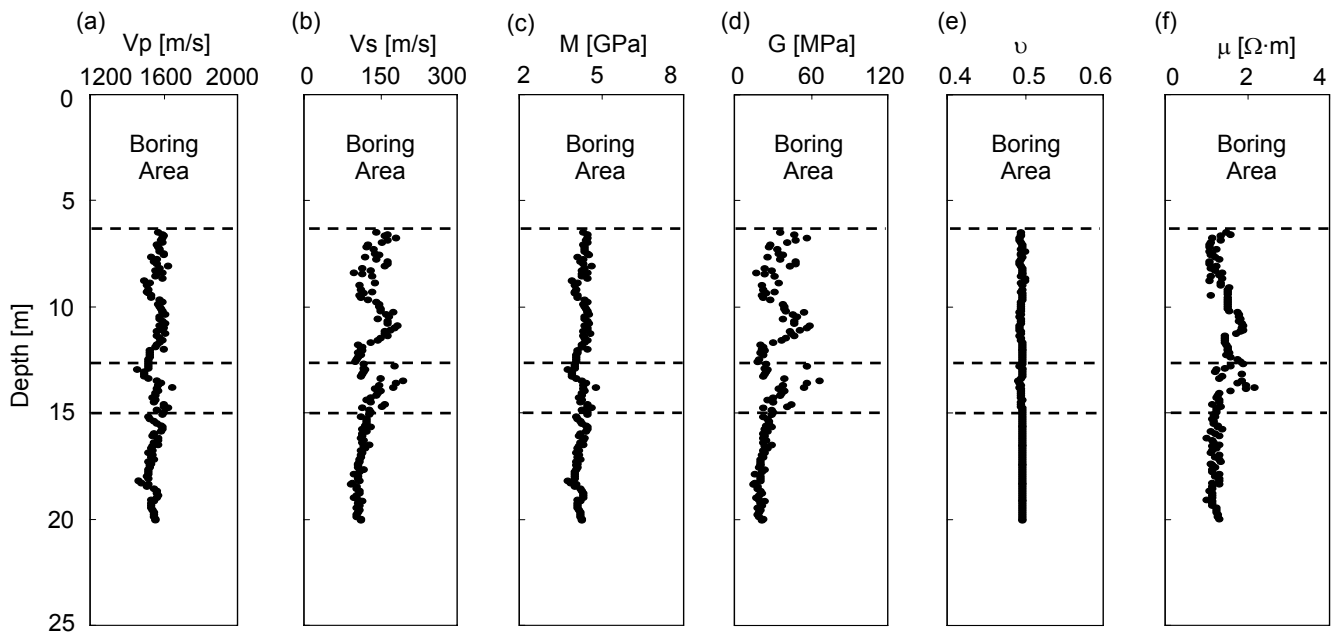 (a)
Vp [m/s]
1200 1600 2000
(b)
Vs [m/s]
0 150 300
(c)
M [GPa]
2 5 8
(d)
G [MPa]
0 60 120
(e)
υ
0.4 0.5 0.6
(f)
μ [Ω·m]
0 2 4
Depth [m]
0
5
10
15
20
25
Boring
Area
Boring
Area
Boring
Area
Boring
Area
Boring
Area
Boring
Area